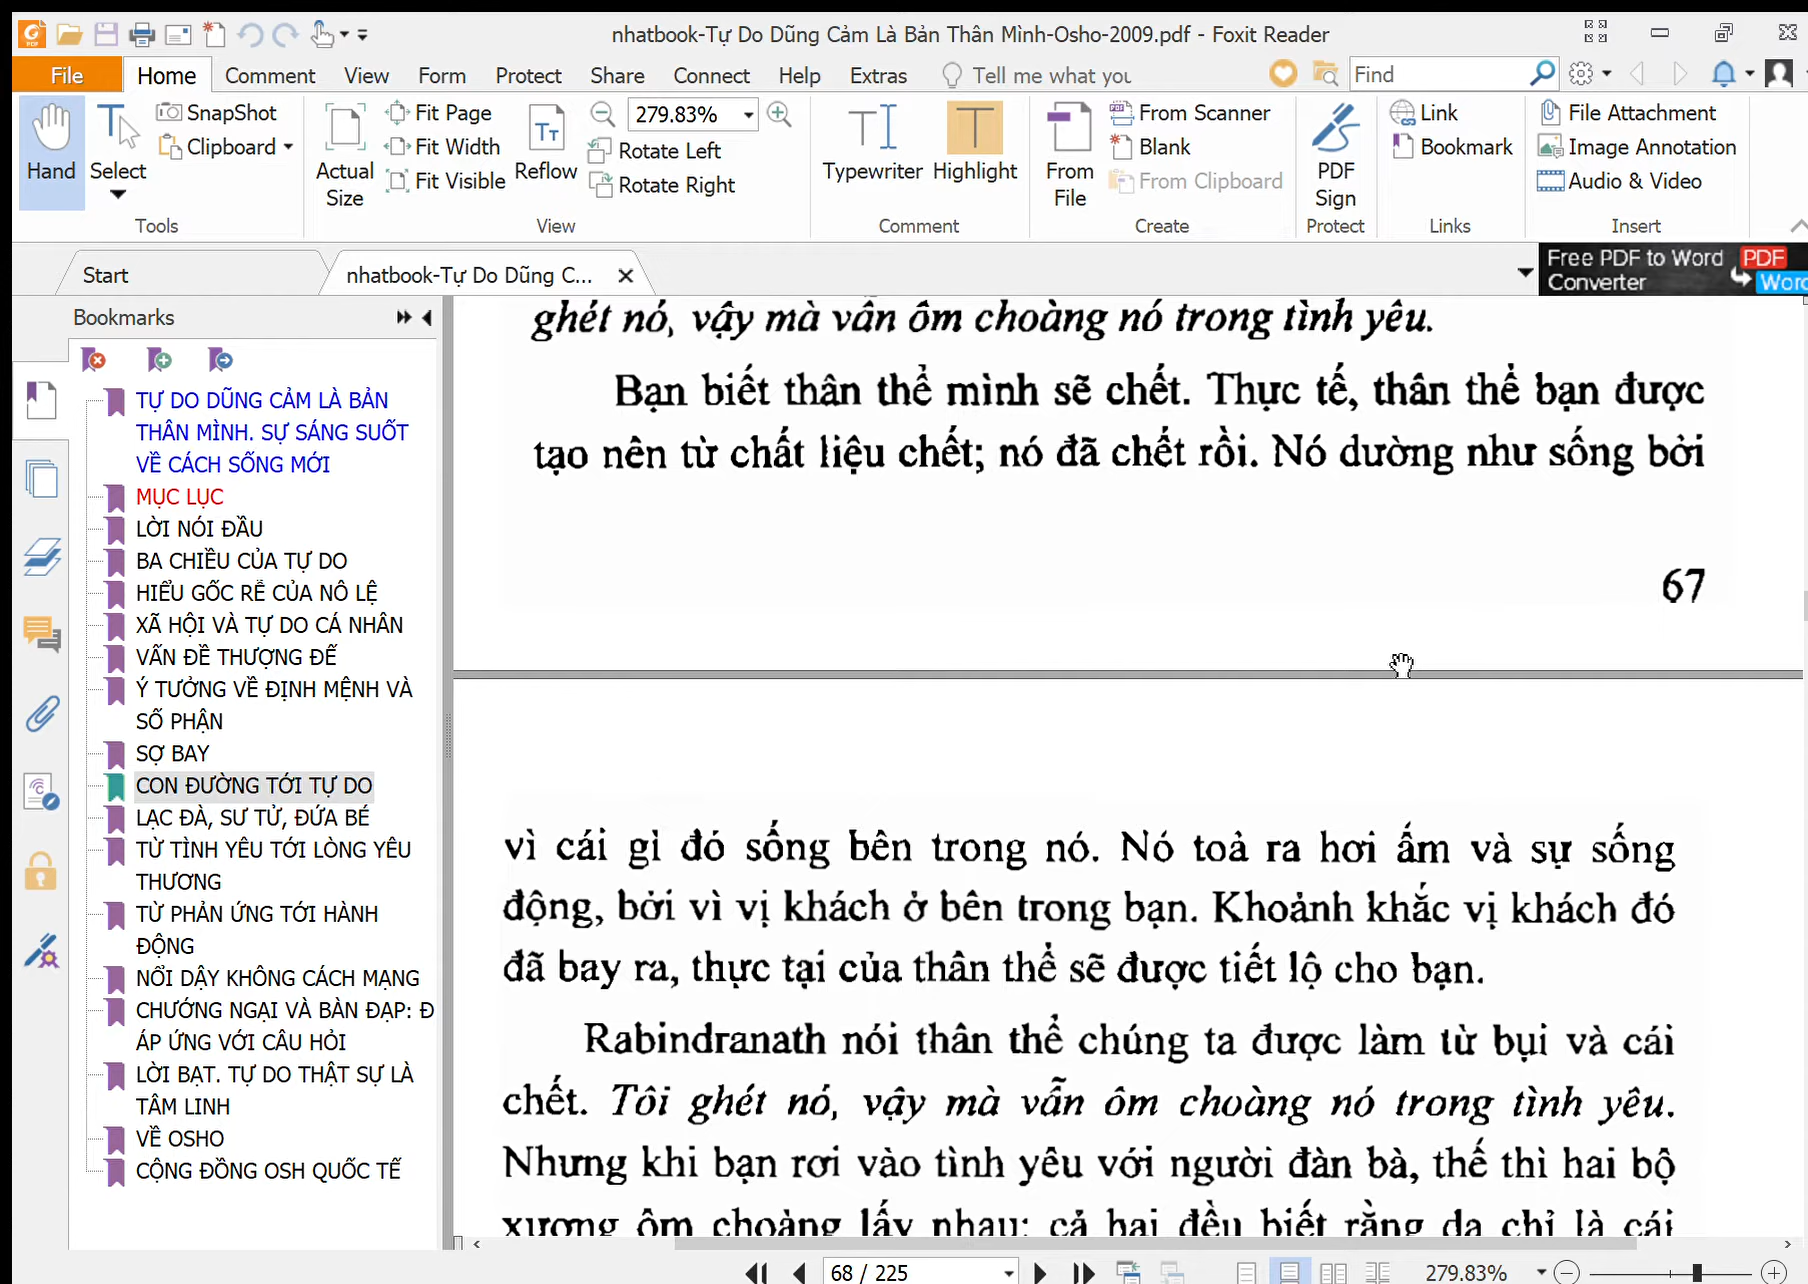 nhatbook-Tự Do Dũng Cảm Là Bản Thân Mình-Osho-2009.pdf - Foxit Reader
File Home Comment View Form Protect Share Connect Help Extras Tell me what you Find
Hand
Select
SnapShot
Clipboard
Tools
Actual Size
Fit Page
Fit Width
Fit Visible
Reflow
279.83%
Rotate Left
Rotate Right
View
Typewriter
Highlight
Comment
From File
From Scanner
Blank
From Clipboard
Create
PDF Sign
Protect
Link
Bookmark
Links
File Attachment
Image Annotation
Audio & Video
Insert
Start
nhatbook-Tự Do Dũng C...
Free PDF to Word
Converter
PDF
Bookmarks
TỰ DO DŨNG CẢM LÀ BẢN
THÂN MÌNH. SỰ SÁNG SUỐT
VỀ CÁCH SỐNG MỚI
MỤC LỤC
LỜI NÓI ĐẦU
BA CHIỀU CỦA TỰ DO
HIỂU GỐC RỄ CỦA NÔ LỆ
XÃ HỘI VÀ TỰ DO CÁ NHÂN
VẤN ĐỀ THƯỢNG ĐẾ
Ý TƯỞNG VỀ ĐỊNH MỆNH VÀ
SỐ PHẬN
SỢ BAY
CON ĐƯỜNG TỚI TỰ DO
LẠC ĐÀ, SƯ TỬ, ĐỨA BÉ
TỪ TÌNH YÊU TỚI LÒNG YÊU
THƯƠNG
TỪ PHẢN ỨNG TỚI HÀNH
ĐỘNG
NỔI DẬY KHÔNG CÁCH MẠNG
CHƯỚNG NGẠI VÀ BÀN ĐẠP: Đ
ÁP ỨNG VỚI CÂU HỎI
LỜI BẠT. TỰ DO THẬT SỰ LÀ
TÂM LINH
VỀ OSHO
CỘNG ĐỒNG OSH QUỐC TẾ
ghét nó, vậy mà vẫn ôm choàng nó trong tình yêu.
Bạn biết thân thể mình sẽ chết. Thực tế, thân thể bạn được
tạo nên từ chất liệu chết; nó đã chết rồi. Nó dường như sống bởi
67
vì cái gì đó sống bên trong nó. Nó toả ra hơi ấm và sự sống
động, bởi vì vị khách ở bên trong bạn. Khoảnh khắc vị khách đó
đã bay ra, thực tại của thân thể sẽ được tiết lộ cho bạn.
Rabindranath nói thân thể chúng ta được làm từ bụi và cái
chết. Tôi ghét nó, vậy mà vẫn ôm choàng nó trong tình yêu.
Nhưng khi bạn rơi vào tình yêu với người đàn bà, thế thì hai bộ
xương ôm choàng lấy nhau; cả hai đều biết rằng da chỉ là cái
68 / 225
279.83%